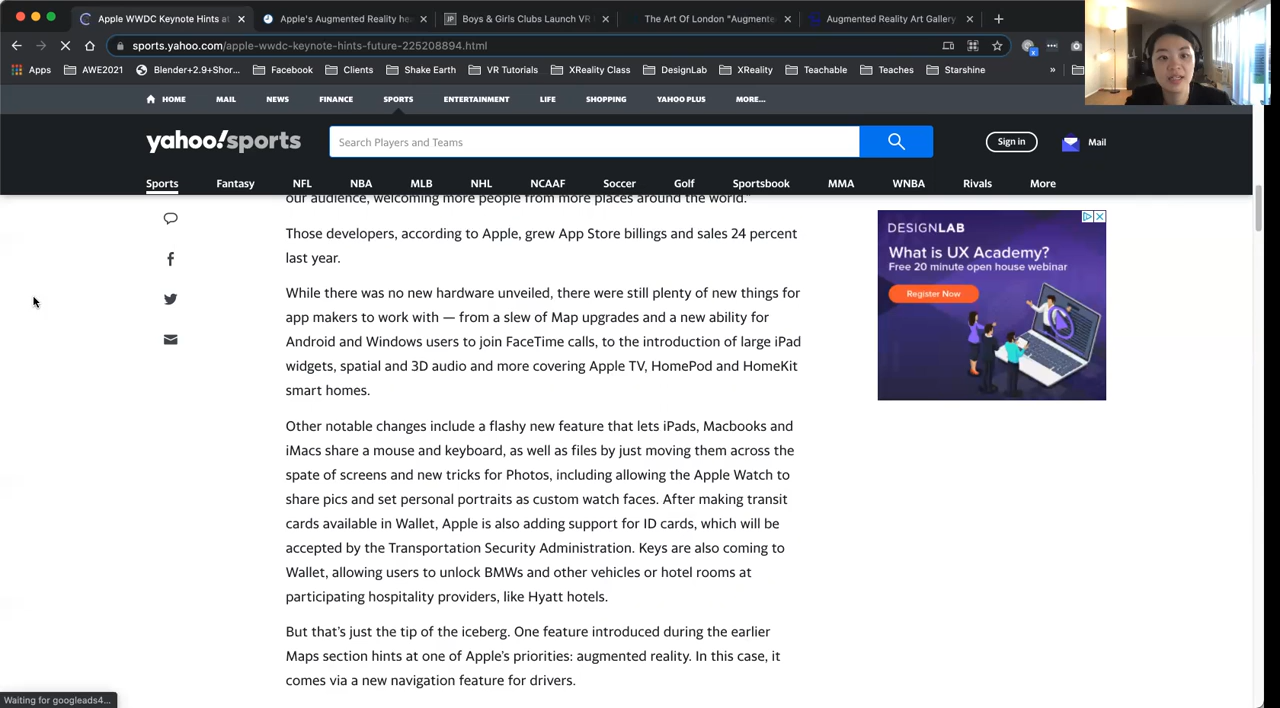 Apple WWDC Keynote Hints at
Apple's Augmented Reality he
Boys & Girls Clubs Launch VR
The Art Of London "Augmente
Augmented Reality Art Gallery
sports.yahoo.com/apple-wwdc-keynote-hints-future-225208894.html
Apps AWE2021 Blender+2.9+Shor... Facebook Clients Shake Earth VR Tutorials XReality Class DesignLab XReality Teachable Teaches Starshine »
HOME MAIL NEWS FINANCE SPORTS ENTERTAINMENT LIFE SHOPPING YAHOO PLUS MORE...
yahoo!sports Search Players and Teams Sign in Mail
Sports Fantasy NFL NBA MLB NHL NCAAF Soccer Golf Sportsbook MMA WNBA Rivals More
our audience, welcoming more people from more places around the world."
Those developers, according to Apple, grew App Store billings and sales 24 percent
last year.
While there was no new hardware unveiled, there were still plenty of new things for
app makers to work with — from a slew of Map upgrades and a new ability for
Android and Windows users to join FaceTime calls, to the introduction of large iPad
widgets, spatial and 3D audio and more covering Apple TV, HomePod and HomeKit
smart homes.
Other notable changes include a flashy new feature that lets iPads, Macbooks and
iMacs share a mouse and keyboard, as well as files by just moving them across the
spate of screens and new tricks for Photos, including allowing the Apple Watch to
share pics and set personal portraits as custom watch faces. After making transit
cards available in Wallet, Apple is also adding support for ID cards, which will be
accepted by the Transportation Security Administration. Keys are also coming to
Wallet, allowing users to unlock BMWs and other vehicles or hotel rooms at
participating hospitality providers, like Hyatt hotels.
But that's just the tip of the iceberg. One feature introduced during the earlier
Maps section hints at one of Apple's priorities: augmented reality. In this case, it
comes via a new navigation feature for drivers.
DESIGNLAB
What is UX Academy?
Free 20 minute open house webinar
Register Now
Waiting for googleads4...